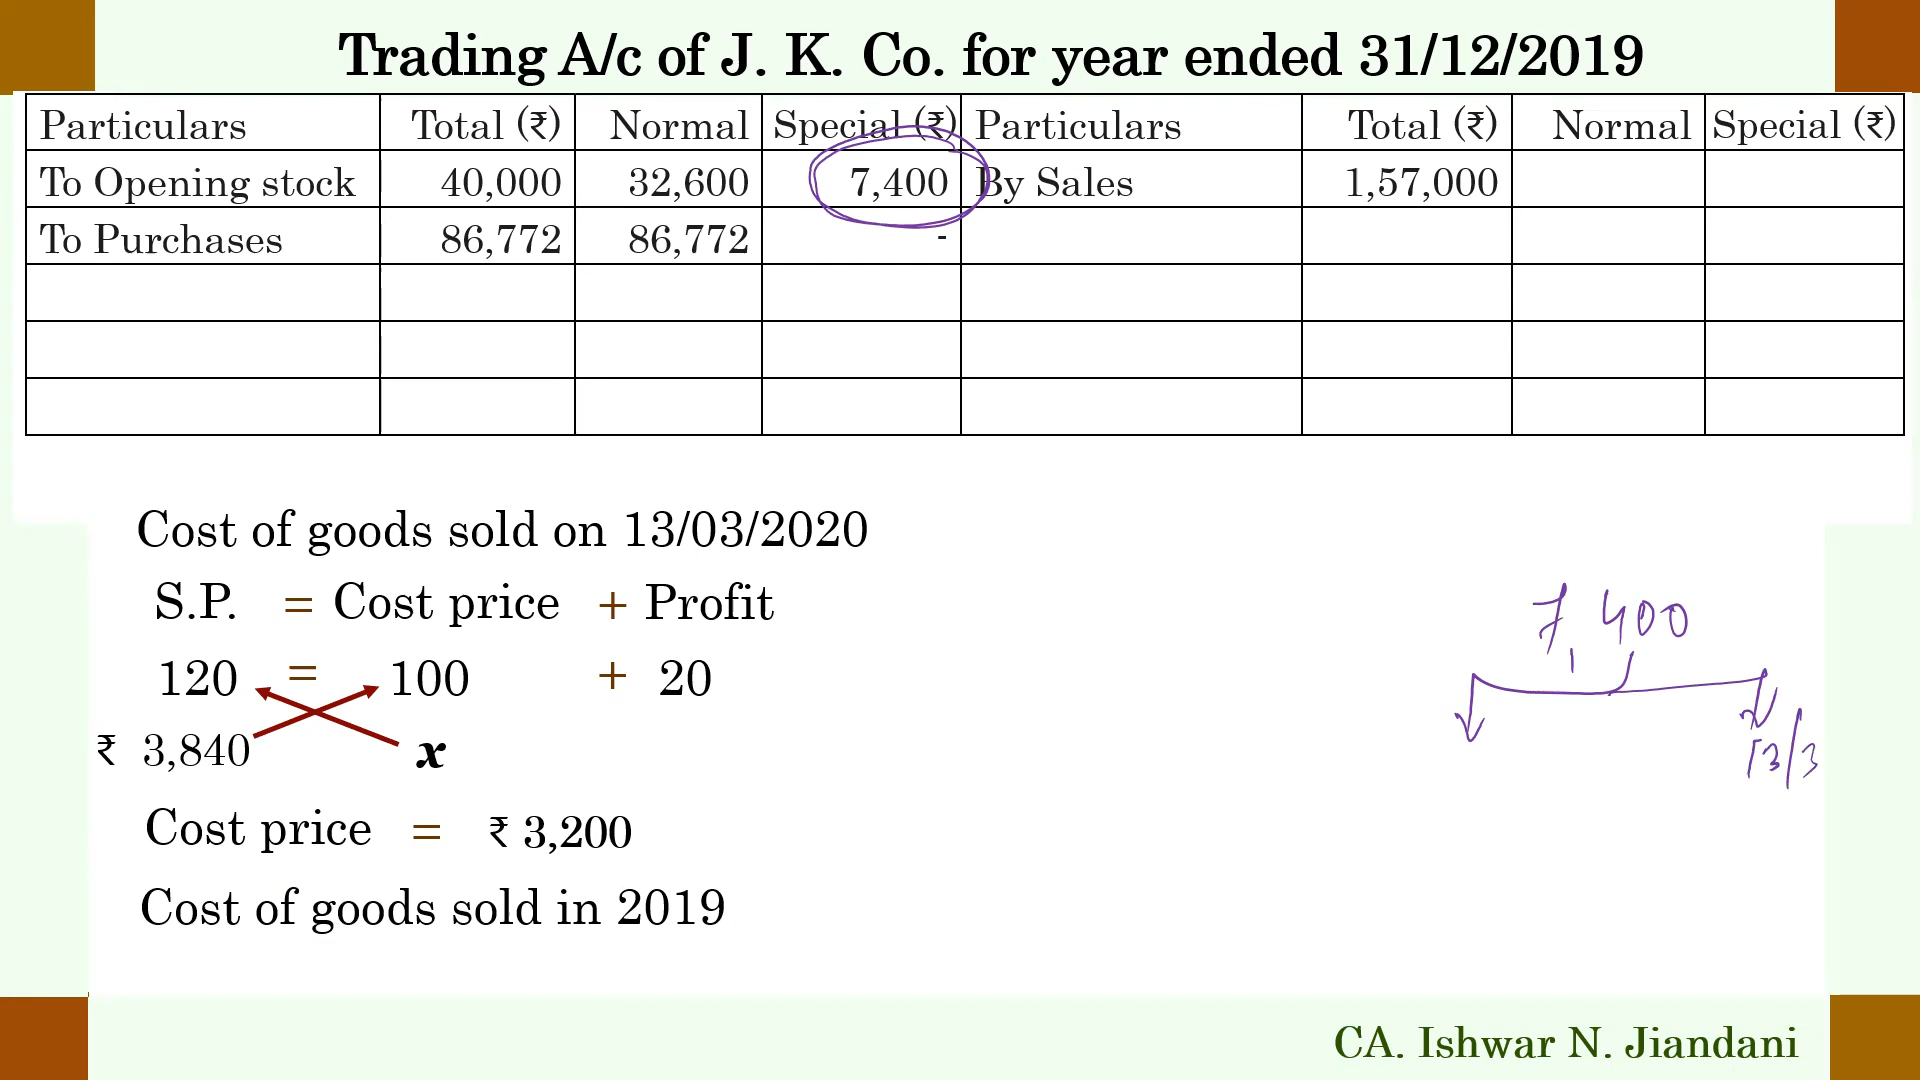 Trading A/c of J. K. Co. for year ended 31/12/2019
Particulars Total (₹) Normal Special (₹) Particulars Total (₹) Normal Special (₹)
To Opening stock 40,000 32,600 7,400 By Sales 1,57,000
To Purchases 86,772 86,772 -
Cost of goods sold on 13/03/2020
S.P. = Cost price + Profit
120 = 100 + 20
₹ 3,840 x
Cost price = ₹ 3,200
Cost of goods sold in 2019
7,400
13/3
CA. Ishwar N. Jiandani